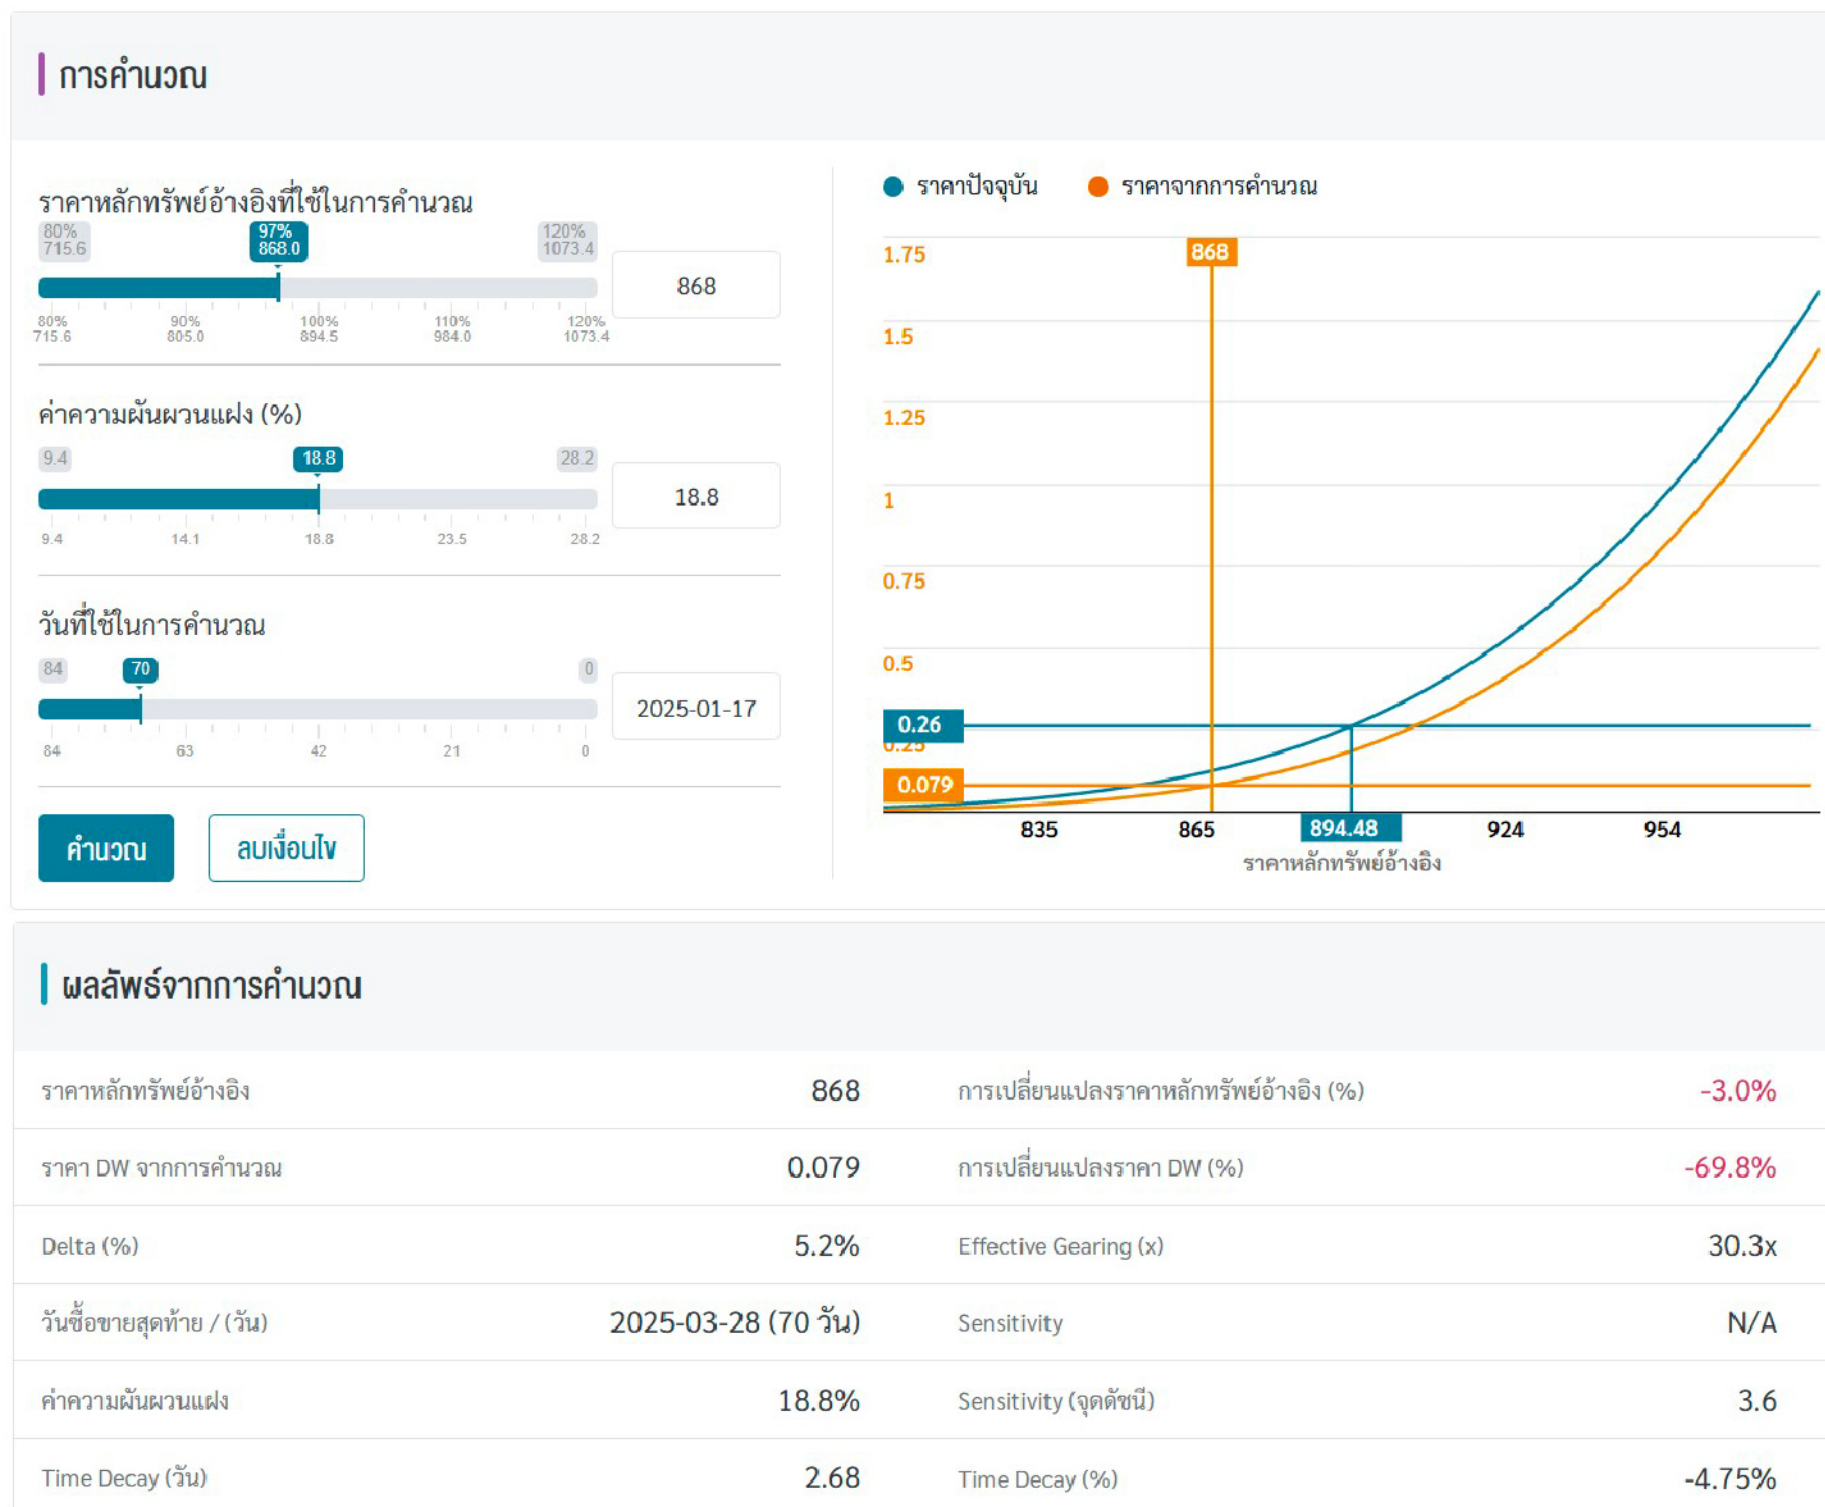 การคำนวณ
ราคาหลักทรัพย์อ้างอิงที่ใช้ในการคำนวณ
80% 97% 120%
715.6 868.0 1073.4
868
80% 90% 100% 110% 120%
715.6 805.0 894.5 984.0 1073.4
ค่าความผันผวนแฝง (%)
9.4 18.8 28.2
18.8
9.4 14.1 18.8 23.5 28.2
วันที่ใช้ในการคำนวณ
84 70 0
2025-01-17
84 63 42 21 0
คำนวณ ลบเงื่อนไข
ราคาปัจจุบัน ราคาจากการคำนวณ
1.75 868
1.5
1.25
1
0.75
0.5
0.26
0.25
0.079
835 865 894.48 924 954
ราคาหลักทรัพย์อ้างอิง
ผลลัพธ์จากการคำนวณ
ราคาหลักทรัพย์อ้างอิง 868 การเปลี่ยนแปลงราคาหลักทรัพย์อ้างอิง (%) -3.0%
ราคา DW จากการคำนวณ 0.079 การเปลี่ยนแปลงราคา DW (%) -69.8%
Delta (%) 5.2% Effective Gearing (x) 30.3x
วันซื้อขายสุดท้าย / (วัน) 2025-03-28 (70 วัน) Sensitivity N/A
ค่าความผันผวนแฝง 18.8% Sensitivity (จุดดัชนี) 3.6
Time Decay (วัน) 2.68 Time Decay (%) -4.75%